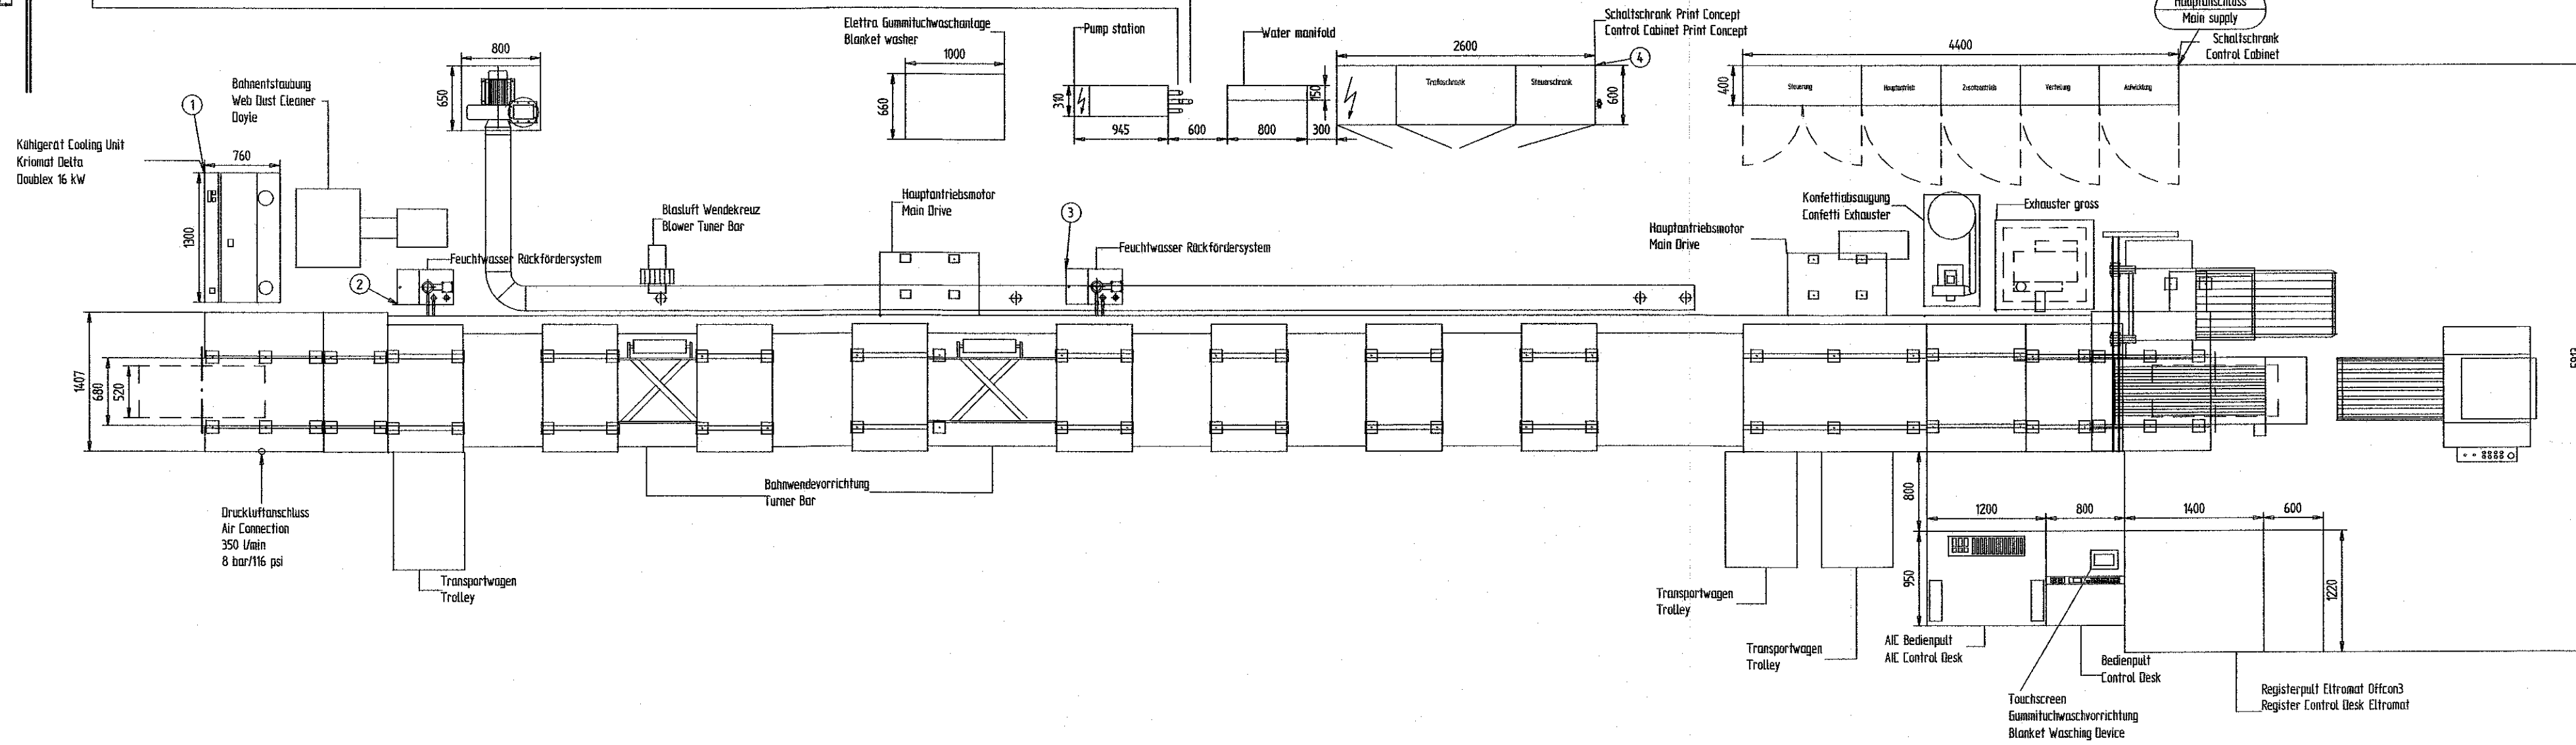 Hauptanschluss
Main supply
Elettra Gummituchwaschanlage
Blanket washer
1000
660
Pump station
310
945
600
Water manifold
150
800
300
2600
Schaltschrank Print Concept
Control Cabinet Print Concept
4
Trafoschrank
Steuerschrank
600
4400
Schaltschrank
Control Cabinet
400
Steuerung
Hauptantrieb
Zusatzantrieb
Verteilung
Aufwicklung
800
650
Bahnentstaubung
Web Dust Cleaner
Doyle
1
Kühlgerät Cooling Unit
Kriomat Delta
Doublex 16 kW
760
1300
Feuchtwasser Rückfördersystem
2
Blasluft Wendekreuz
Blower Tuner Bar
Hauptantriebsmotor
Main Drive
3
Feuchtwasser Rückfördersystem
Hauptantriebsmotor
Main Drive
Konfettiabsaugung
Confetti Exhauster
Exhauster gross
1407
680
520
Druckluftanschluss
Air Connection
350 l/min
8 bar/116 psi
Transportwagen
Trolley
Bahnwendevorrichtung
Turner Bar
Transportwagen
Trolley
Transportwagen
Trolley
800
950
1200
800
1400
600
1220
AIC Bedienpult
AIC Control Desk
Bedienpult
Control Desk
Touchscreen
Gummituchwaschvorrichtung
Blanket Wasching Device
Registerpult Eltromat Offcon3
Register Control Desk Eltromat